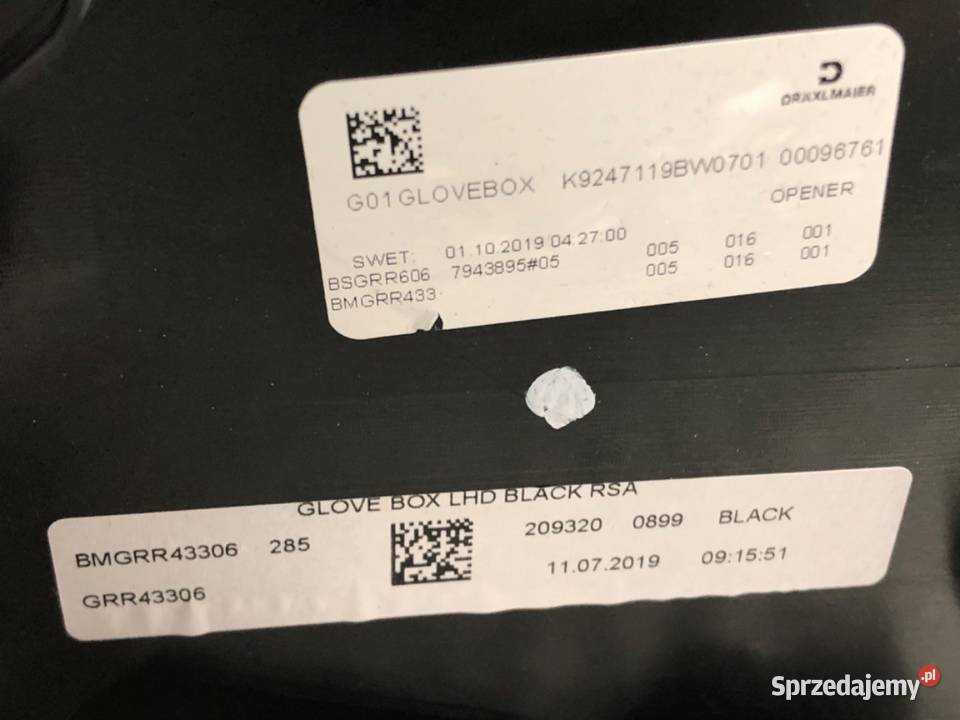 DRÄXLMAIER
G01 GLOVEBOX K9247119BW0701 00096761
OPENER
SWET: 01.10.2019 04:27:00
BSGRR606 7943895#05 005 016 001
BMGRR433 005 016 001
GLOVE BOX LHD BLACK RSA
BMGRR43306 285 209320 0899 BLACK
GRR43306 11.07.2019 09:15:51
Sprzedajemy.pl